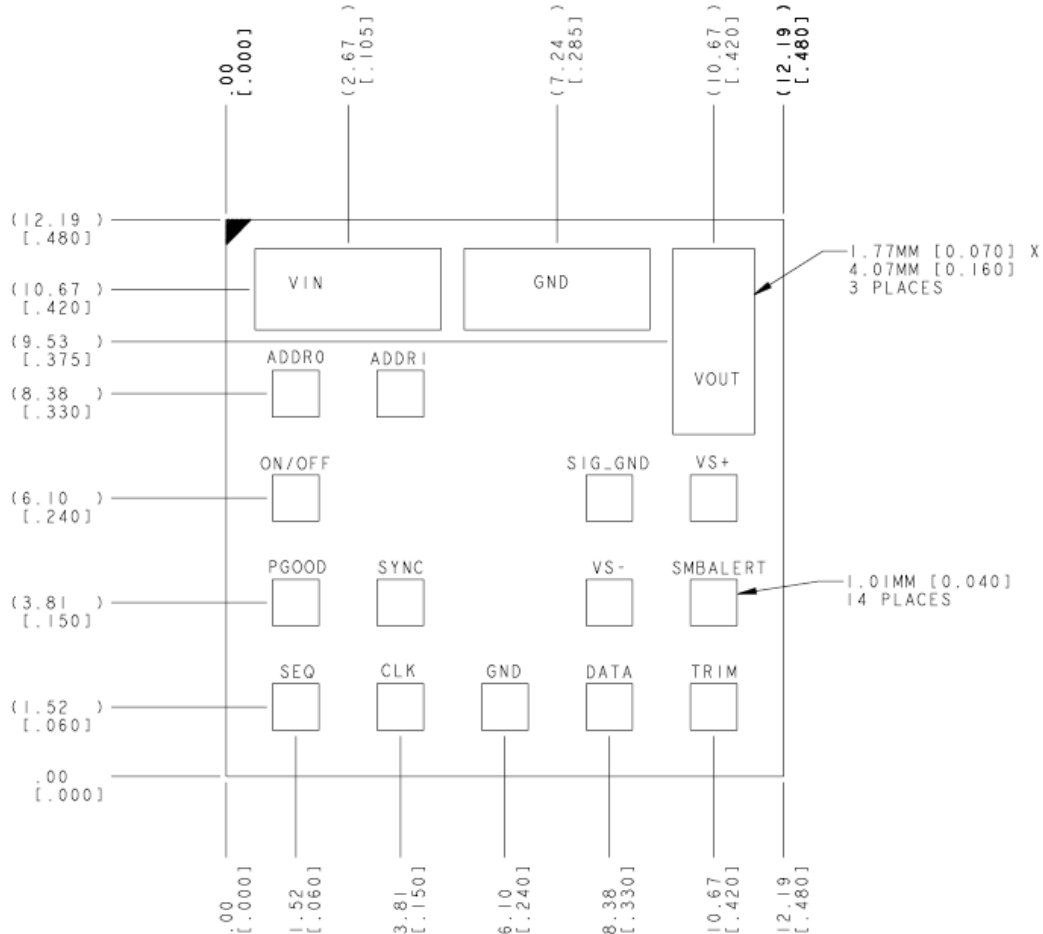 .00
[.000]
(2.67 )
[.105]
(7.24 )
[.285]
(10.67 )
[.420]
(12.19 )
[.480]
(12.19 )
[.480]
1.77MM [0.070] X
4.07MM [0.160]
3 PLACES
VIN
GND
(10.67 )
[.420]
(9.53 )
[.375]
ADDR0
ADDR1
VOUT
(8.38 )
[.330]
ON/OFF
SIG_GND
VS+
(6.10 )
[.240]
PGOOD
SYNC
VS-
SMBALERT
(3.81 )
[.150]
1.01MM [0.040]
14 PLACES
SEQ
CLK
GND
DATA
TRIM
(1.52 )
[.060]
.00
[.000]
.00
[.000]
1.52
[.060]
3.81
[.150]
6.10
[.240]
8.38
[.330]
10.67
[.420]
12.19
[.480]